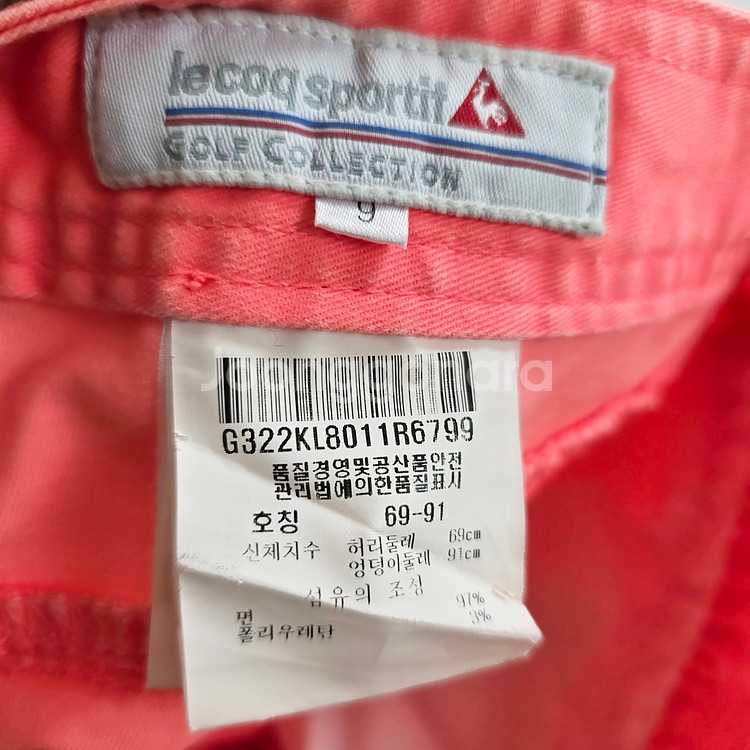 le coq sportif
GOLF COLLECTION
9
Joonggonara
G322KL8011R6799
품질경영및공산품안전
관리법에의한품질표시
호칭 69-91
신체치수 허리둘레 69cm
엉덩이둘레 91cm
섬유의 조성
면 97%
폴리우레탄 3%